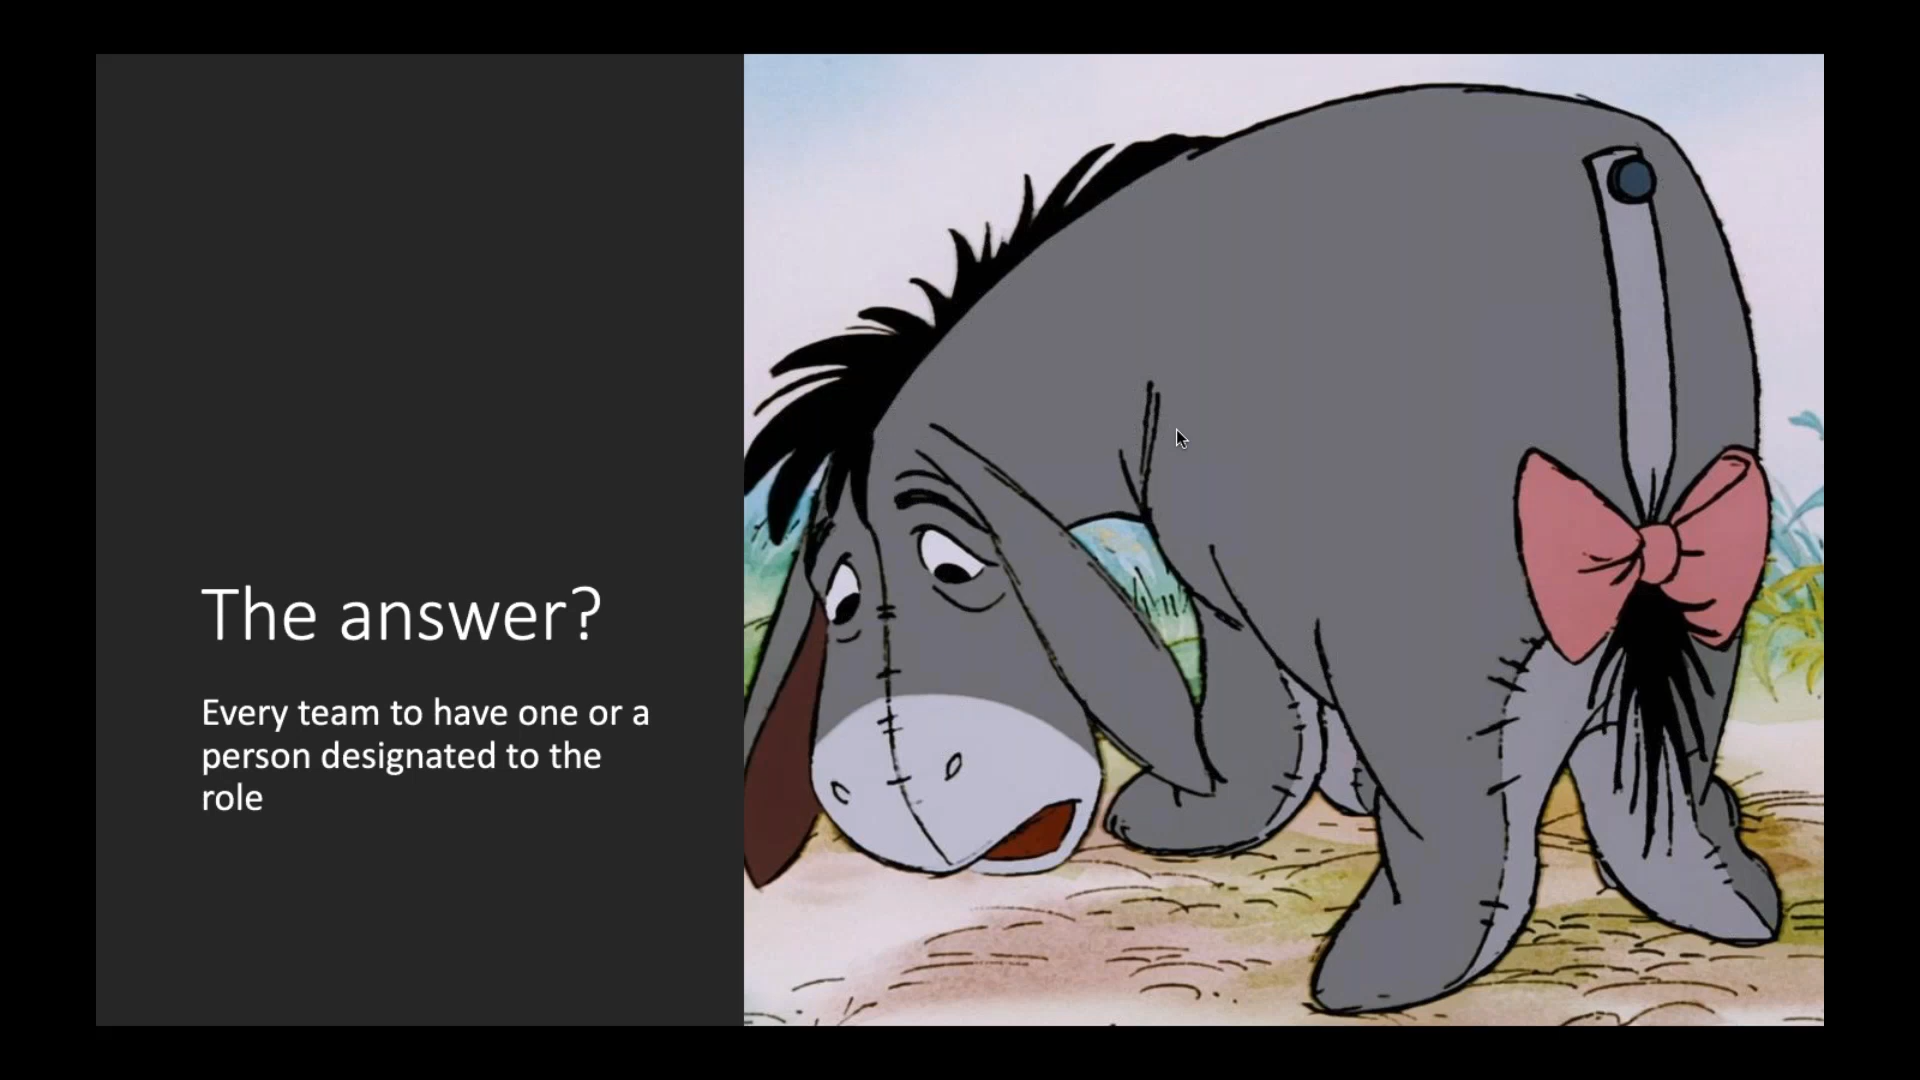 The answer?
Every team to have one or a
person designated to the
role